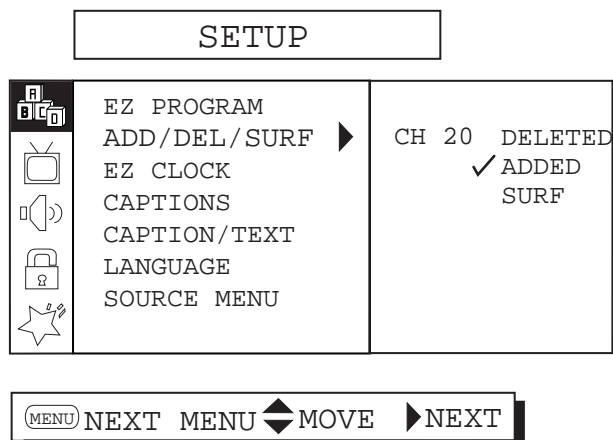 SETUP
A
B C D
EZ PROGRAM
ADD/DEL/SURF
EZ CLOCK
CAPTIONS
CAPTION/TEXT
LANGUAGE
SOURCE MENU
CH 20 DELETED
ADDED
SURF
MENU NEXT MENU MOVE NEXT